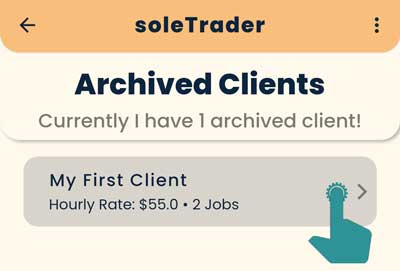 soleTrader
Archived Clients
Currently I have 1 archived client!
My First Client
Hourly Rate: $55.0 • 2 Jobs